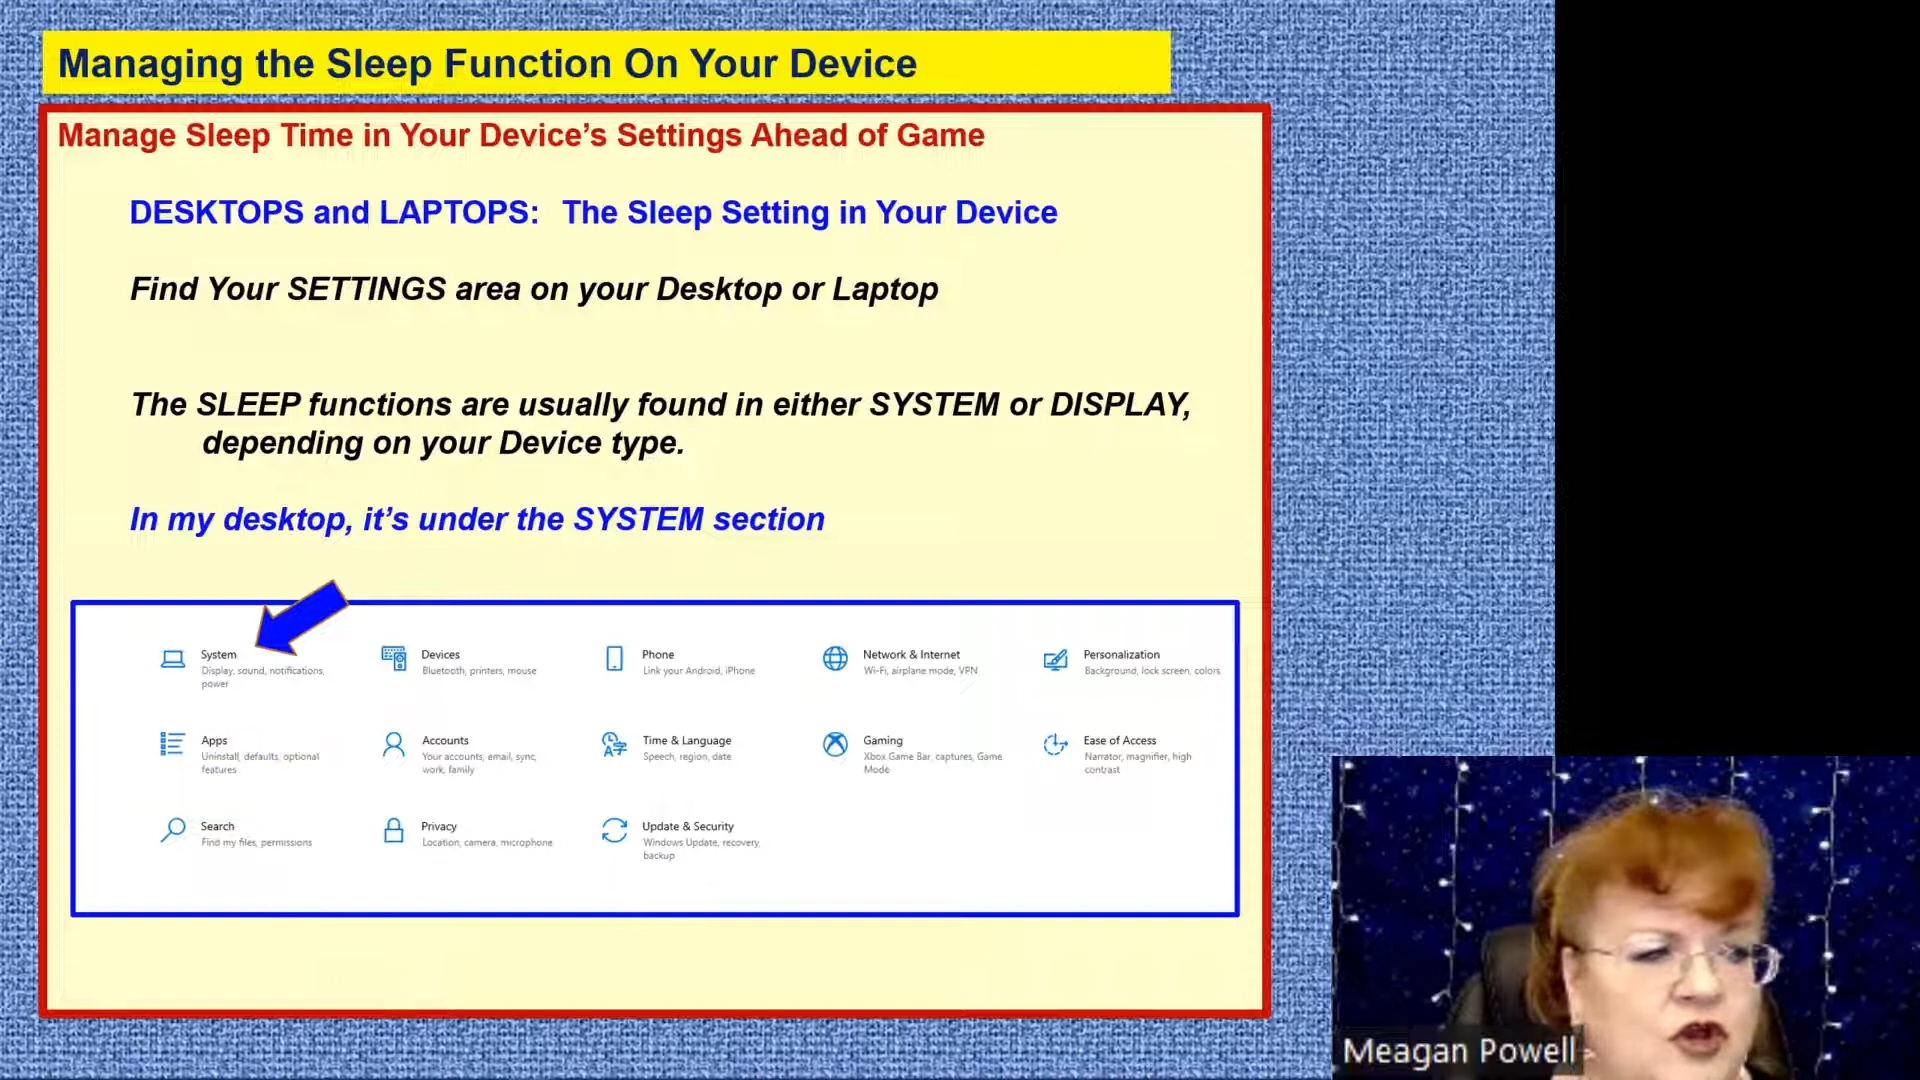 Managing the Sleep Function On Your Device
Manage Sleep Time in Your Device’s Settings Ahead of Game
DESKTOPS and LAPTOPS: The Sleep Setting in Your Device
Find Your SETTINGS area on your Desktop or Laptop
The SLEEP functions are usually found in either SYSTEM or DISPLAY,
depending on your Device type.
In my desktop, it’s under the SYSTEM section
System
Display, sound, notifications,
power
Devices
Bluetooth, printers, mouse
Phone
Link your Android, iPhone
Network & Internet
Wi-Fi, airplane mode, VPN
Personalization
Background, lock screen, colors
Apps
Uninstall, defaults, optional
features
Accounts
Your accounts, email, sync,
work, family
Time & Language
Speech, region, date
Gaming
Xbox Game Bar, captures, Game
Mode
Ease of Access
Narrator, magnifier, high
contrast
Search
Find my files, permissions
Privacy
Location, camera, microphone
Update & Security
Windows Update, recovery,
backup
Meagan Powell